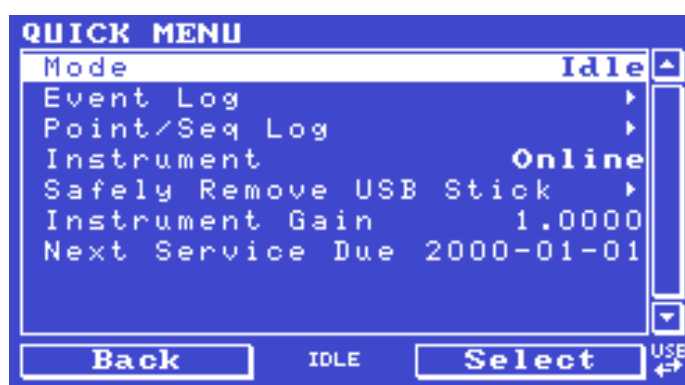 QUICK MENU
Mode Idle
Event Log
Point/Seq Log
Instrument Online
Safely Remove USB Stick
Instrument Gain 1.0000
Next Service Due 2000-01-01
Back IDLE Select USB